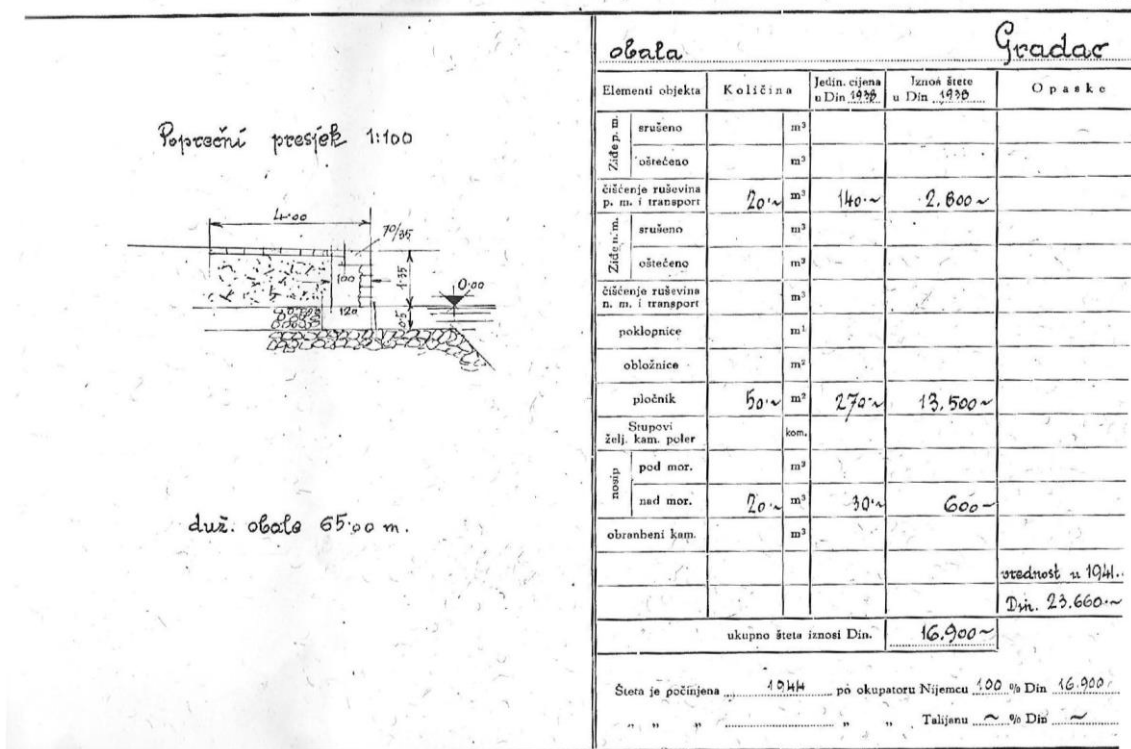 Poprečni presjek 1:100
4.00
70/35
100
1.35
0.00
120
0.5
duž. obale 65.00 m.
obala Gradac
Elementi objekta Količina Jedin. cijena u Din 1938 Iznos štete u Din 1938 Opaske
Ziđe p. m. srušeno m³
oštećeno m³
čišćenje ruševina p. m. i transport 20.~ m³ 140.~ 2.800~
Ziđe n. m. srušeno m³
oštećeno m³
čišćenje ruševina n. m. i transport m³
poklopnice m¹
obložnice m²
pločnik 50.~ m² 270.~ 13.500~
Stupovi želj. kam. poler kom.
nosip pod mor. m³
nad mor. 20.~ m³ 30.~ 600~
obranbeni kam. m³
vrednost u 1941.
Din. 23.660.~
ukupno šteta iznosi Din. 16.900~
Šteta je počinjena 1944 po okupatoru Nijemcu 100 % Din 16.900
„ „ „ „ „ Talijanu ~ % Din ~